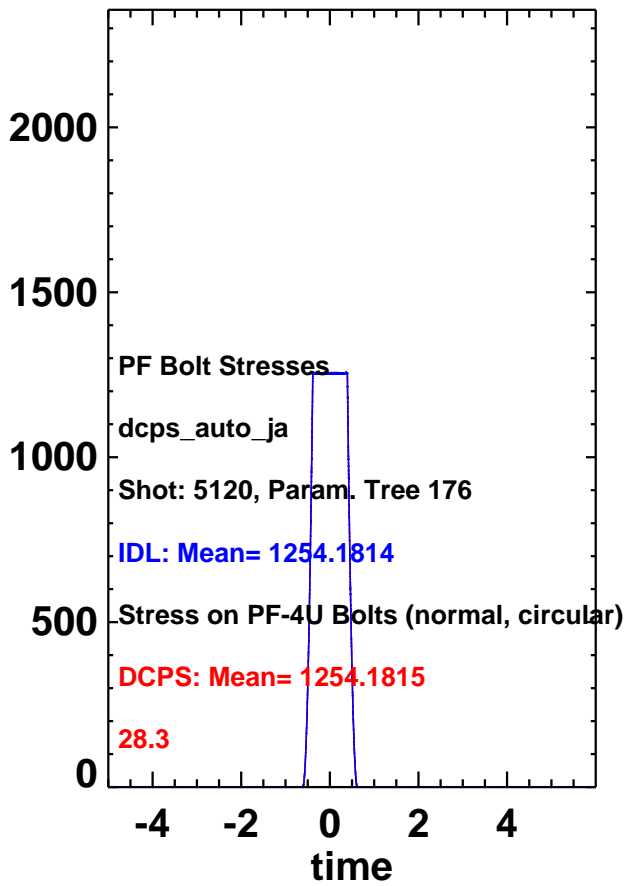 2000
1500
PF Bolt Stresses
dcps_auto_ja
1000
Shot: 5120, Param. Tree 176
IDL: Mean= 1254.1814
500
Stress on PF-4U Bolts (normal, circular)
DCPS: Mean= 1254.1815
28.3
0
-4 -2 0 2 4
time